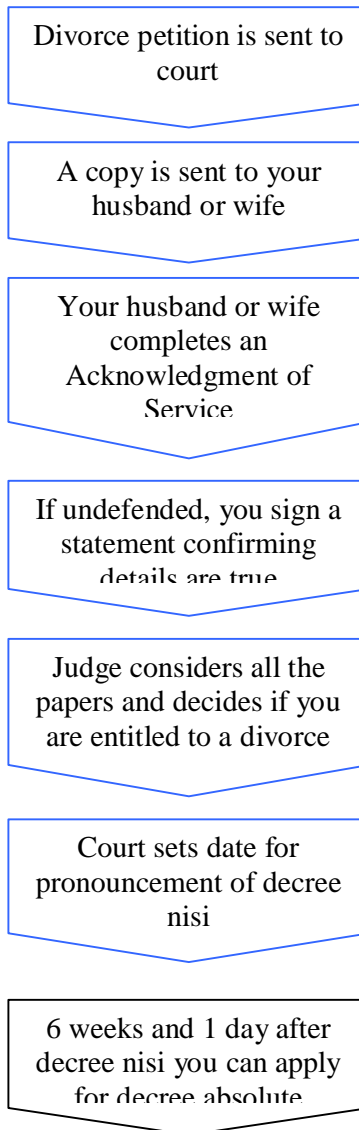 Divorce petition is sent to
court
A copy is sent to your
husband or wife
Your husband or wife
completes an
Acknowledgment of
Service
If undefended, you sign a
statement confirming
details are true
Judge considers all the
papers and decides if you
are entitled to a divorce
Court sets date for
pronouncement of decree
nisi
6 weeks and 1 day after
decree nisi you can apply
for decree absolute